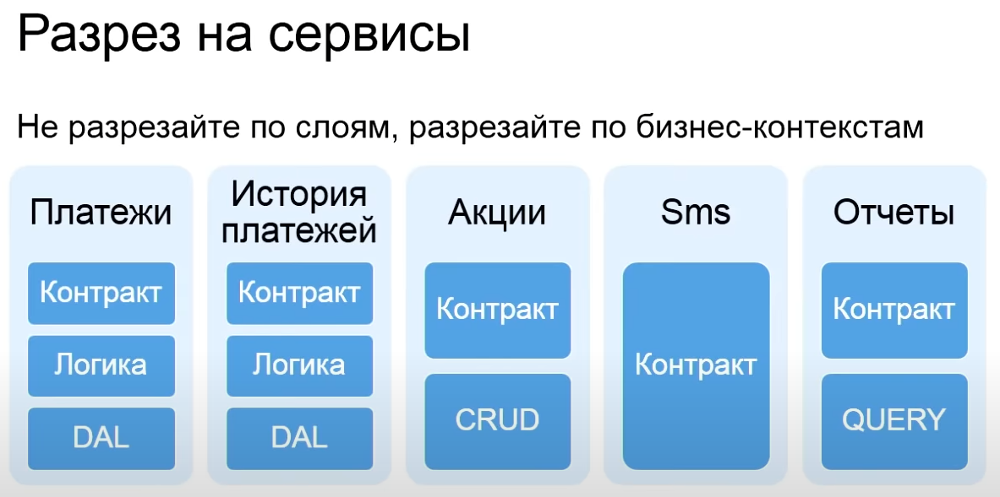 Разрез на сервисы
Не разрезайте по слоям, разрезайте по бизнес-контекстам
Платежи
Контракт
Логика
DAL
История
платежей
Контракт
Логика
DAL
Акции
Контракт
CRUD
Sms
Контракт
Отчеты
Контракт
QUERY